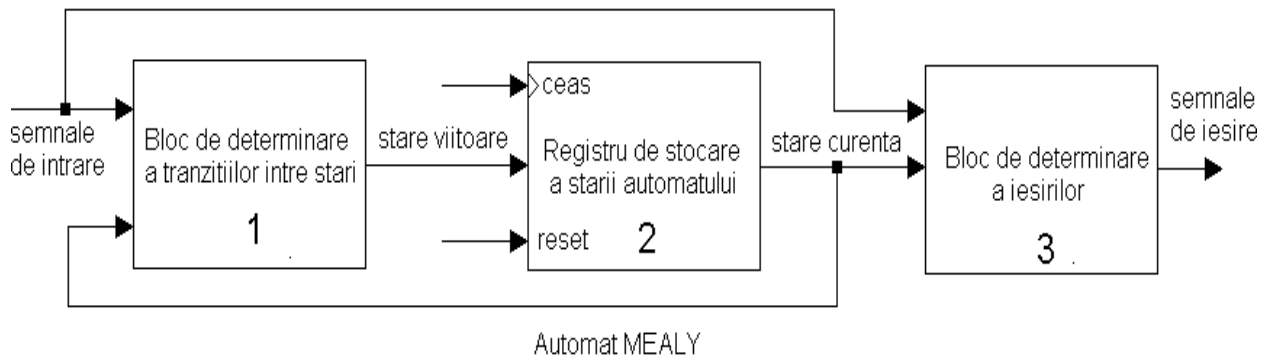 semnale
de intrare
Bloc de determinare
a tranzitiilor intre stari
1
stare viitoare
ceas
Registru de stocare
a starii automatului
reset
2
stare curenta
Bloc de determinare
a iesirilor
3
semnale
de iesire
Automat MEALY